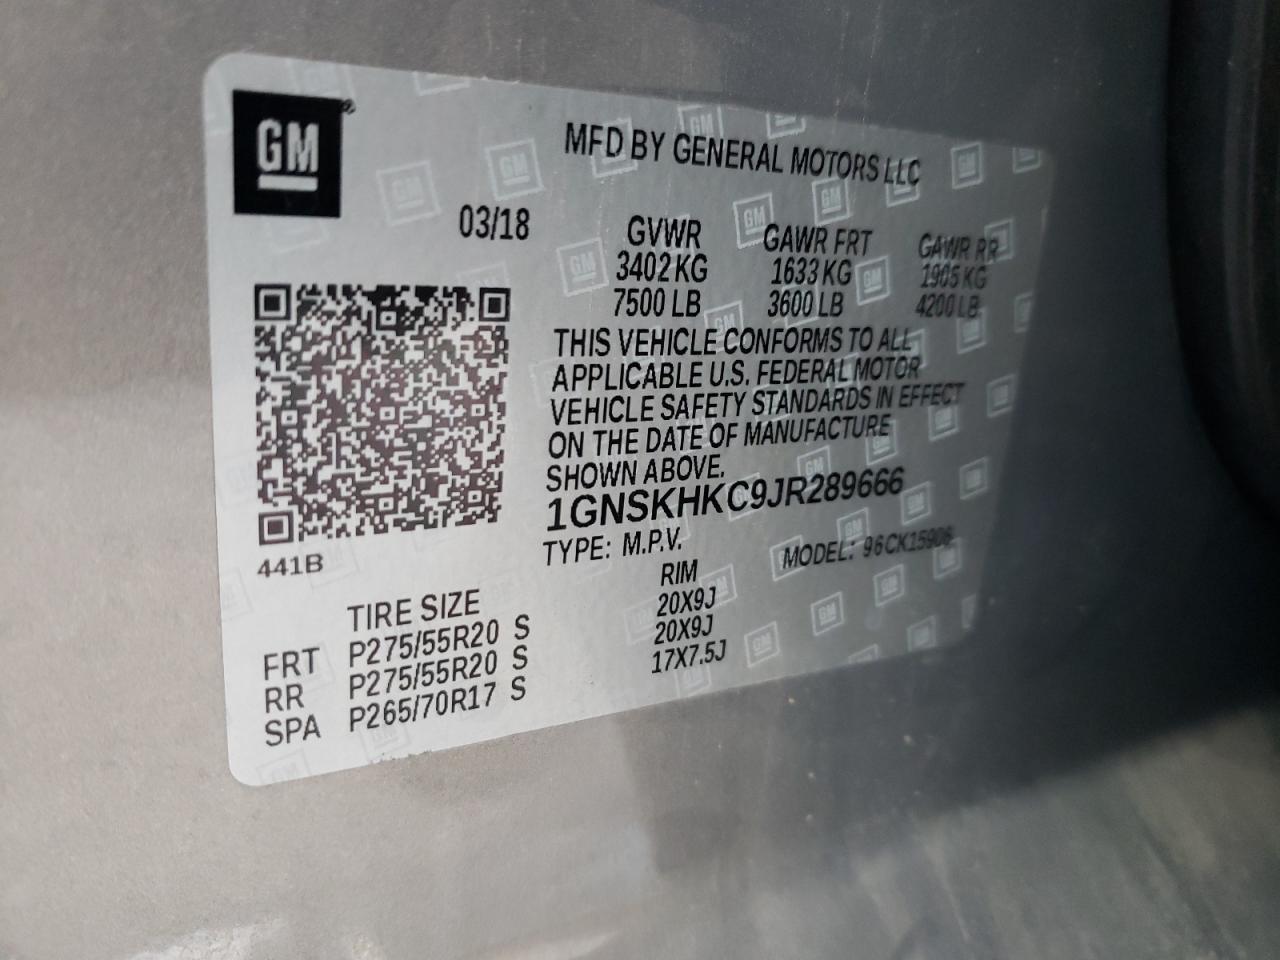 GM®
MFD BY GENERAL MOTORS LLC
03/18
GVWR GAWR FRT GAWR RR
3402 KG 1633 KG 1905 KG
7500 LB 3600 LB 4200 LB
THIS VEHICLE CONFORMS TO ALL
APPLICABLE U.S. FEDERAL MOTOR
VEHICLE SAFETY STANDARDS IN EFFECT
ON THE DATE OF MANUFACTURE
SHOWN ABOVE.
1GNSKHKC9JR289666
441B
TYPE: M.P.V. MODEL: 96CK15906
TIRE SIZE RIM
FRT P275/55R20 S 20X9J
RR P275/55R20 S 20X9J
SPA P265/70R17 S 17X7.5J